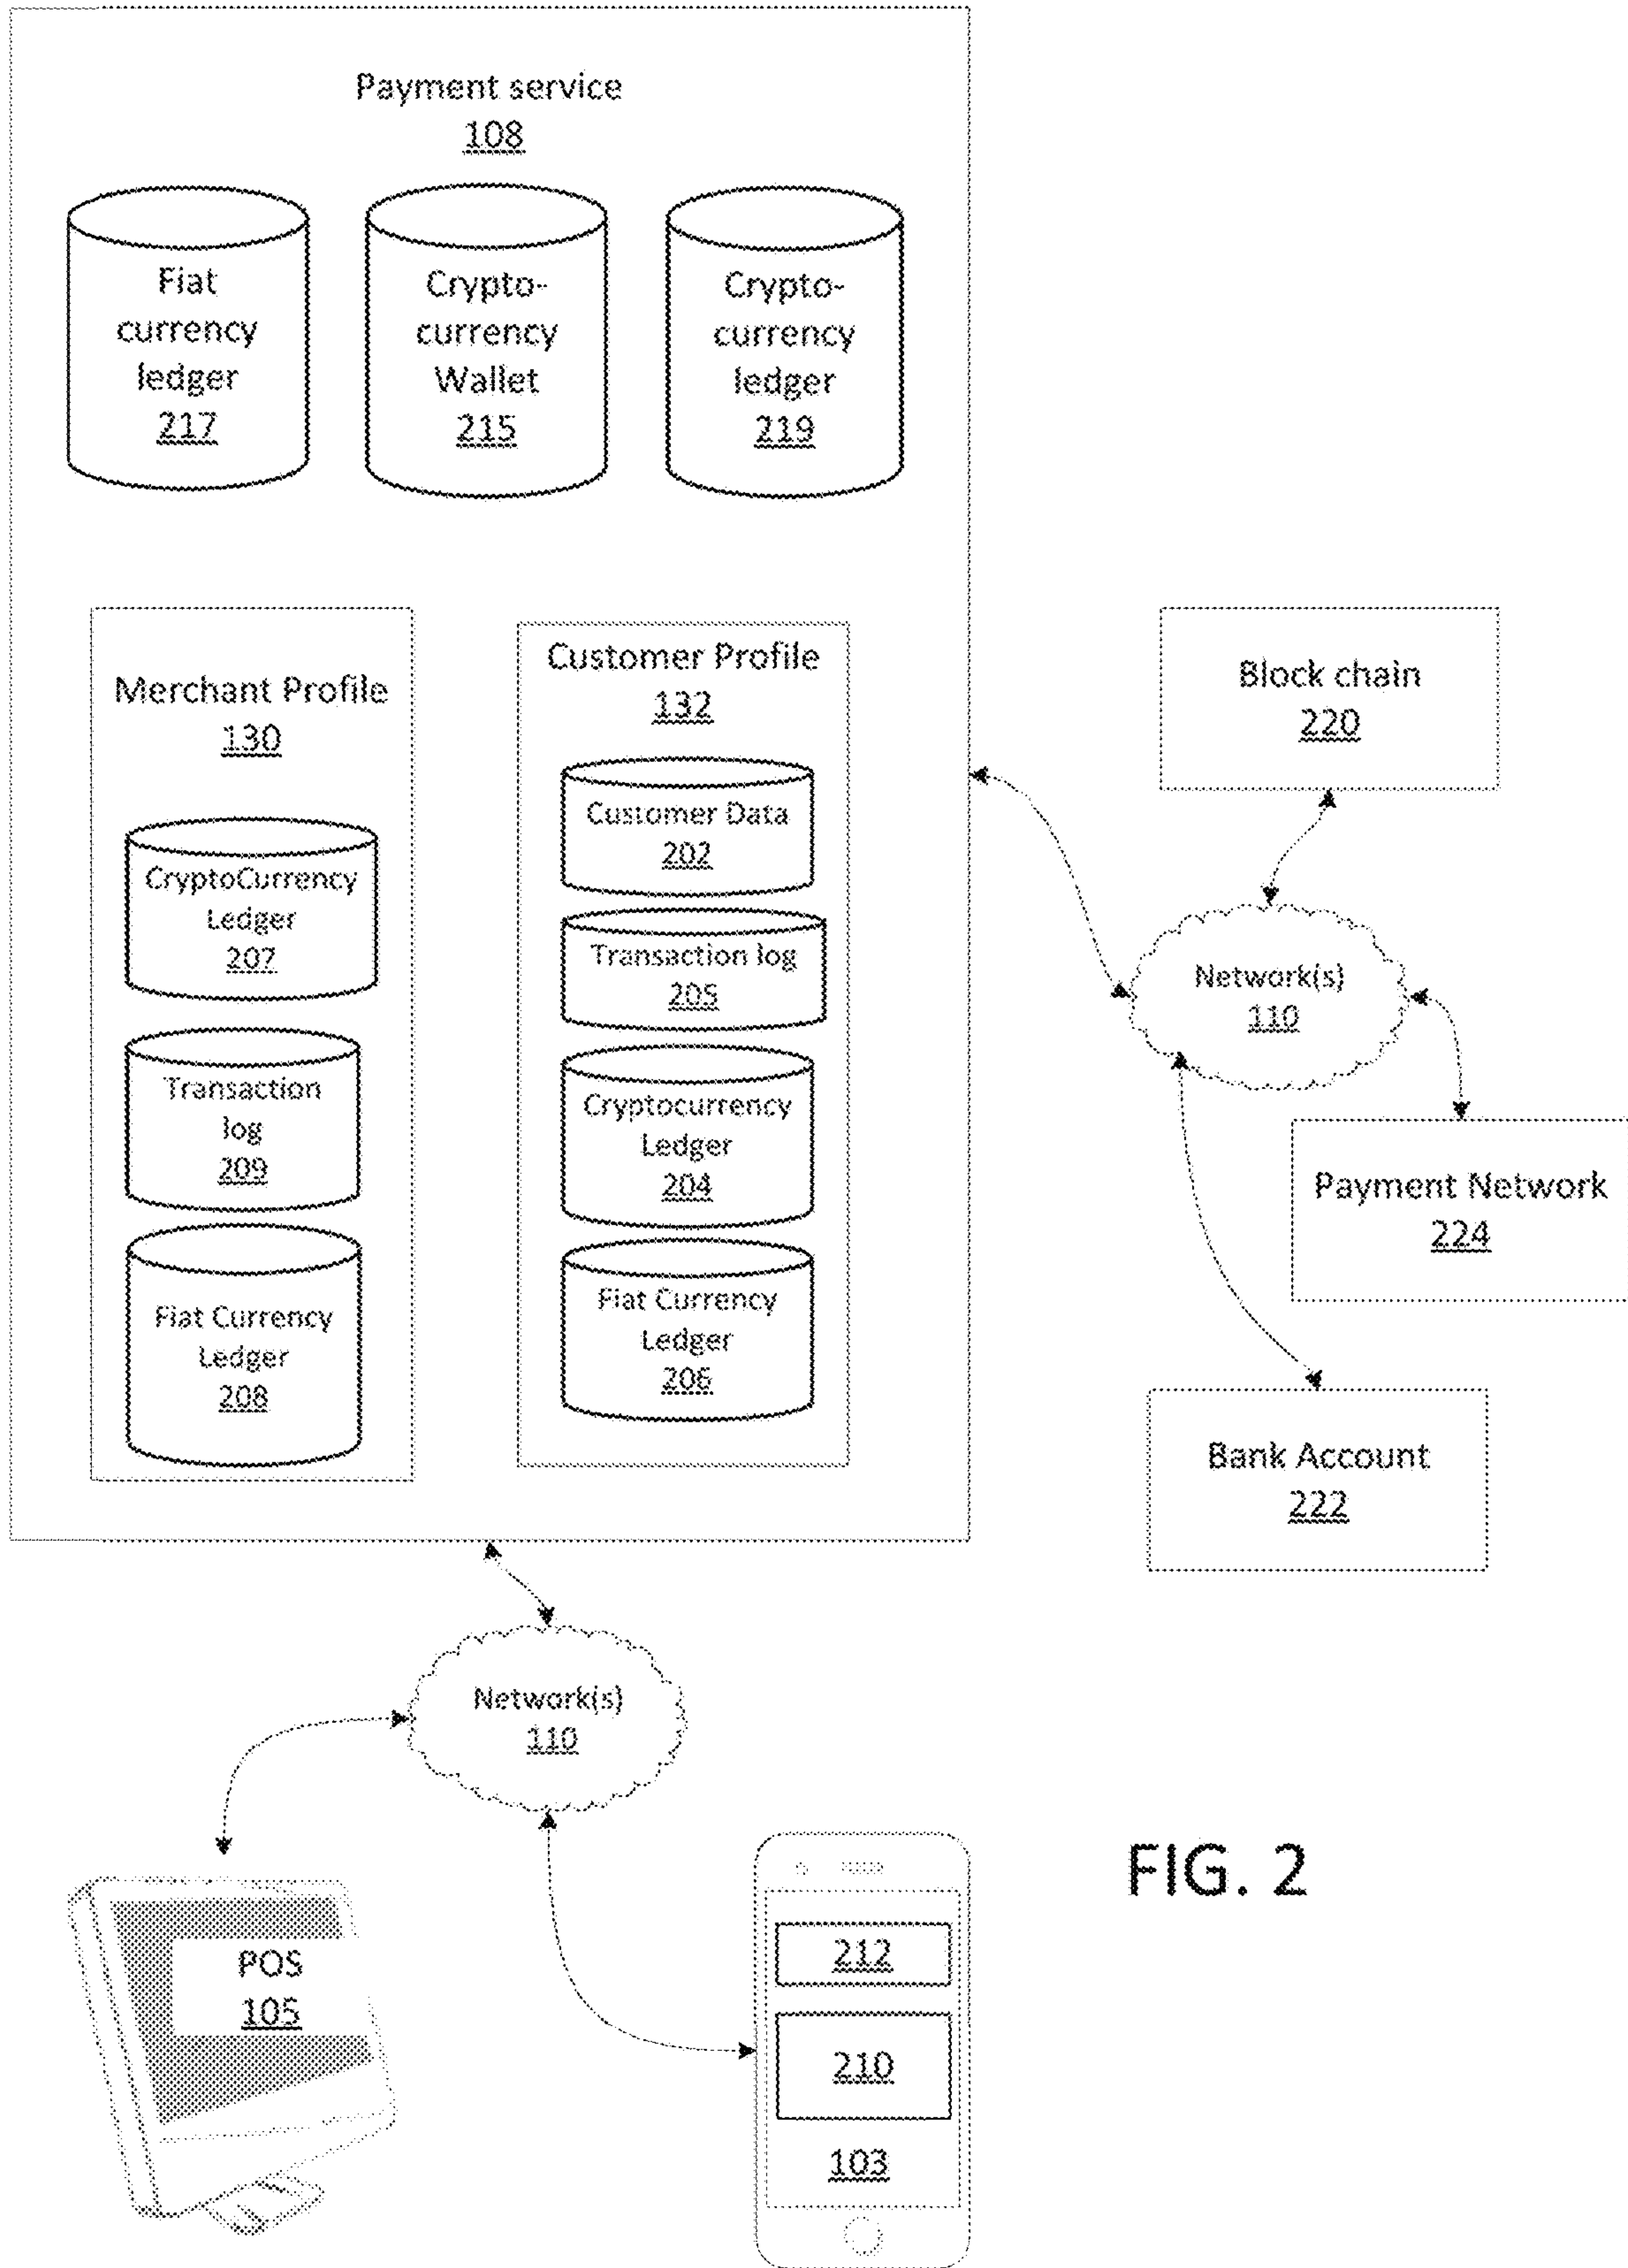 Payment service
108
Fiat
currency
ledger
217
Crypto-
currency
Wallet
215
Crypto-
currency
ledger
219
Merchant Profile
130
CryptoCurrency
Ledger
207
Transaction
log
209
Fiat Currency
Ledger
208
Customer Profile
132
Customer Data
202
Transaction log
205
Cryptocurrency
Ledger
204
Fiat Currency
Ledger
206
Block chain
220
Network(s)
110
Payment Network
224
Bank Account
222
Network(s)
110
POS
105
212
210
103
FIG. 2